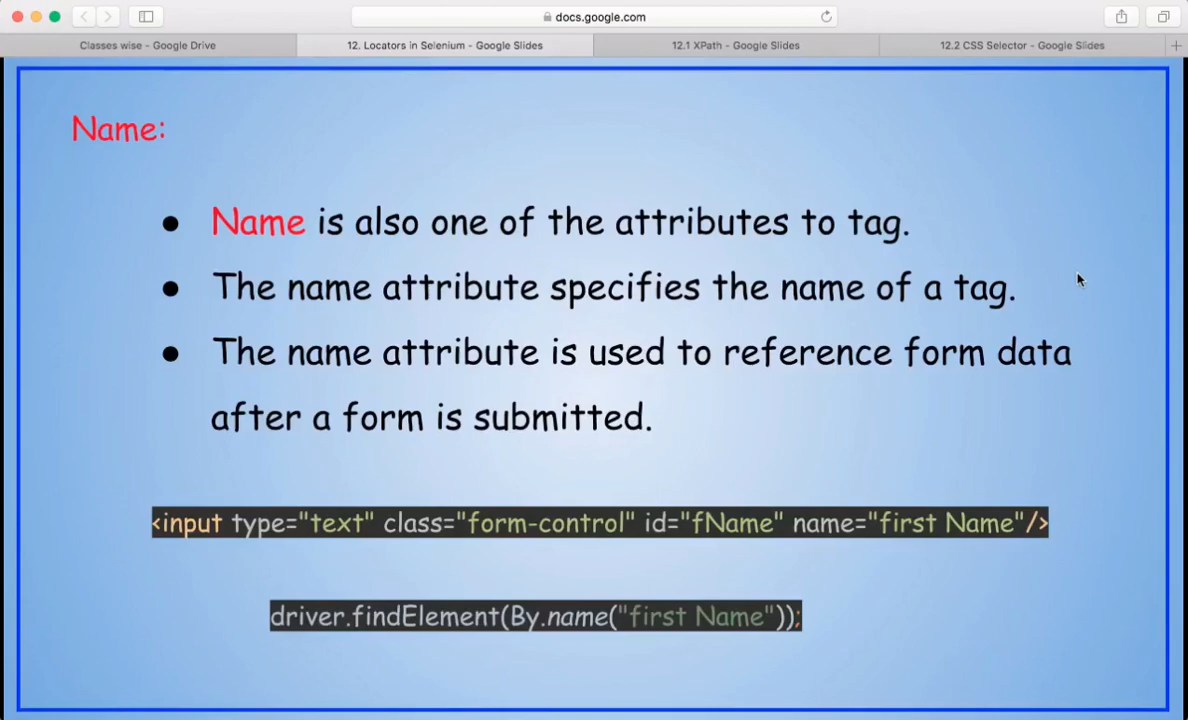 docs.google.com
Classes wise - Google Drive
12. Locators in Selenium - Google Slides
12.1 XPath - Google Slides
12.2 CSS Selector - Google Slides
Name:
● Name is also one of the attributes to tag.
● The name attribute specifies the name of a tag.
● The name attribute is used to reference form data
after a form is submitted.
<input type="text" class="form-control" id="fName" name="first Name"/>
driver.findElement(By.name("first Name"));